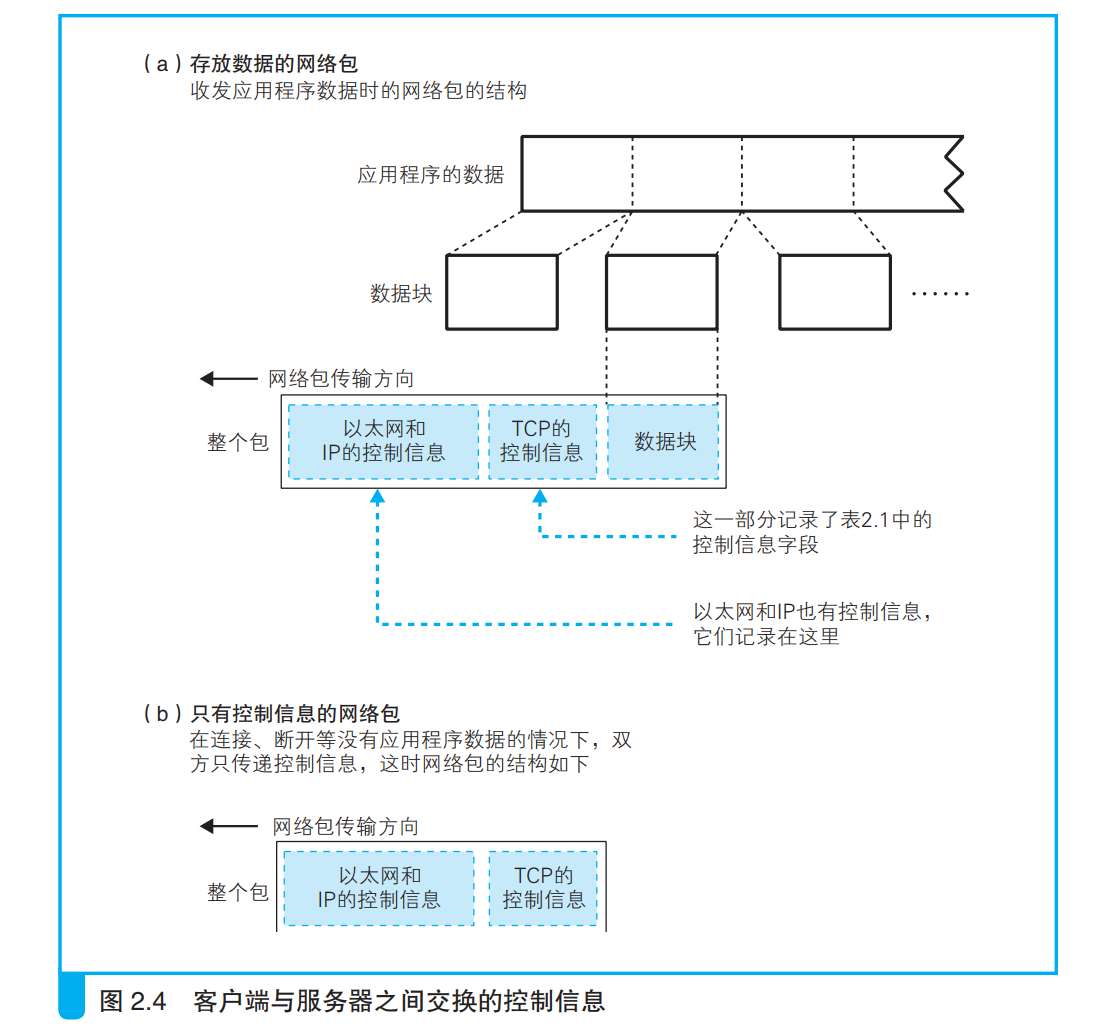 （a）存放数据的网络包
收发应用程序数据时的网络包的结构
应用程序的数据
数据块
······
网络包传输方向
整个包
以太网和
IP的控制信息
TCP的
控制信息
数据块
这一部分记录了表2.1中的
控制信息字段
以太网和IP也有控制信息，
它们记录在这里
（b）只有控制信息的网络包
在连接、断开等没有应用程序数据的情况下，双
方只传递控制信息，这时网络包的结构如下
网络包传输方向
整个包
以太网和
IP的控制信息
TCP的
控制信息
图 2.4 客户端与服务器之间交换的控制信息